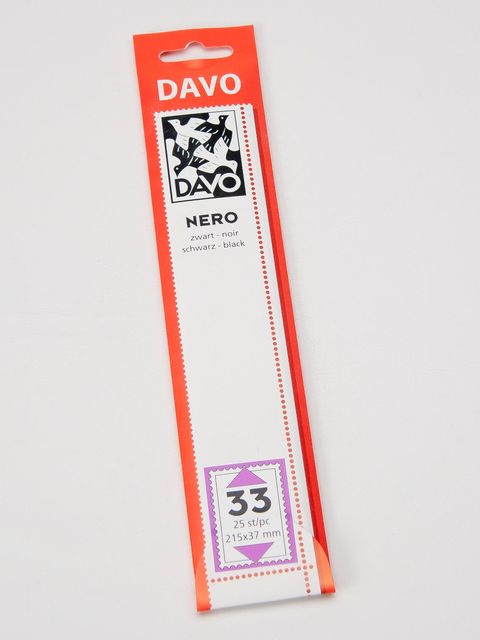 DAVO
DAVO
NERO
zwart - noir
schwarz - black
33
25 st/pc
215x37 mm